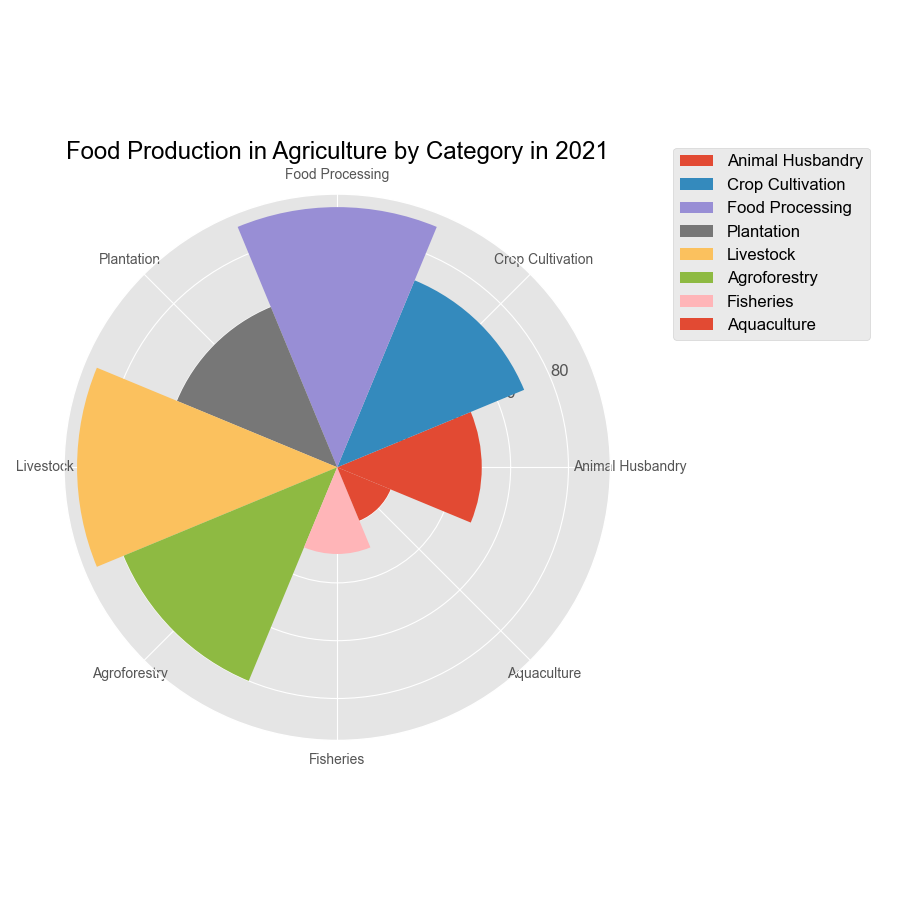 Food Production in Agriculture by Category in 2021
Food Processing
Plantation
Crop Cultivation
80
Livestock
Animal Husbandry
Agroforestry
Aquaculture
Fisheries
Animal Husbandry
Crop Cultivation
Food Processing
Plantation
Livestock
Agroforestry
Fisheries
Aquaculture